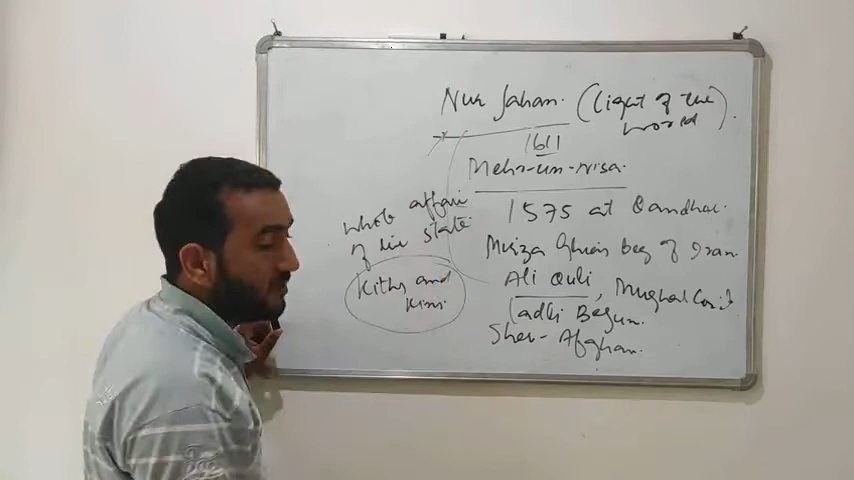 Nur Jahan. (Light of the World).
1611
Mehr-un-nisa.
1575 at Qandhar.
Mirza Ghias beg of Iran
Ali Quli, Mughal Court
Ladli Begum.
Sher-Afghan.
whole affair
of the state
Kiths and
Kins